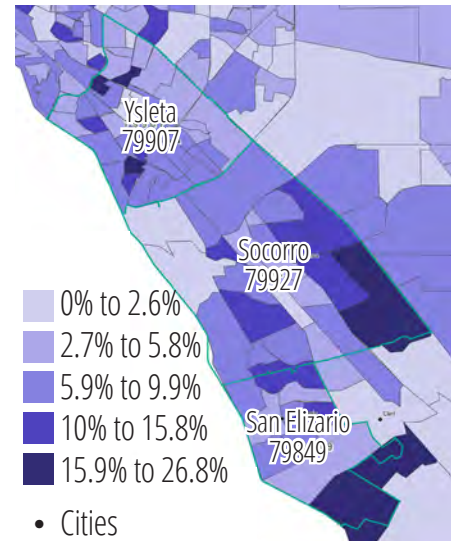 Ysleta
79907
Socorro
79927
0% to 2.6%
2.7% to 5.8%
5.9% to 9.9%
10% to 15.8%
15.9% to 26.8%
San Elizario
79849
• Cities